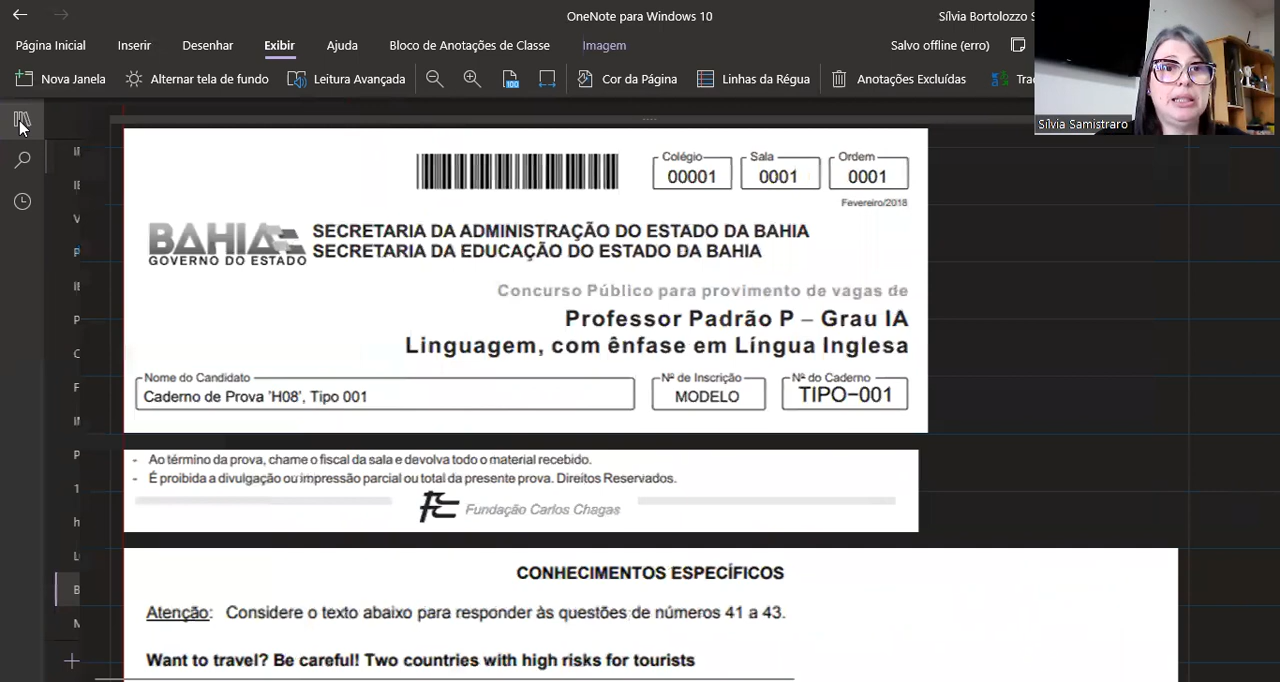 OneNote para Windows 10
Sílvia Bortolozzo S
Página Inicial Inserir Desenhar Exibir Ajuda Bloco de Anotações de Classe Imagem Salvo offline (erro)
Nova Janela Alternar tela de fundo Leitura Avançada 100 Cor da Página Linhas da Régua Anotações Excluídas
Sílvia Samistraro
Colégio Sala Ordem
00001 0001 0001
Fevereiro/2018
BAHIA
GOVERNO DO ESTADO
SECRETARIA DA ADMINISTRAÇÃO DO ESTADO DA BAHIA
SECRETARIA DA EDUCAÇÃO DO ESTADO DA BAHIA
Concurso Público para provimento de vagas de
Professor Padrão P – Grau IA
Linguagem, com ênfase em Língua Inglesa
Nome do Candidato Nº de Inscrição Nº do Caderno
Caderno de Prova 'H08', Tipo 001 MODELO TIPO−001
- Ao término da prova, chame o fiscal da sala e devolva todo o material recebido.
- É proibida a divulgação ou impressão parcial ou total da presente prova. Direitos Reservados.
Fundação Carlos Chagas
CONHECIMENTOS ESPECÍFICOS
Atenção: Considere o texto abaixo para responder às questões de números 41 a 43.
Want to travel? Be careful! Two countries with high risks for tourists